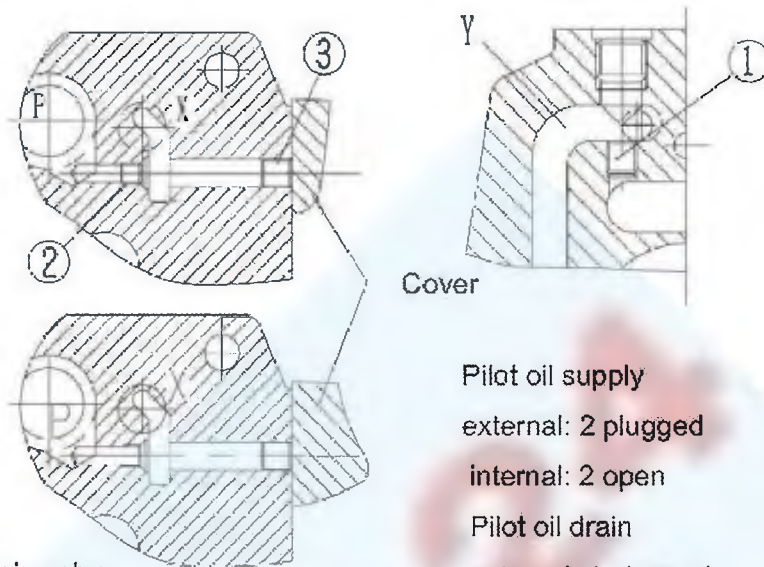 Y
①
③
P
X
②
Cover
Pilot oil supply
external: 2 plugged
internal: 2 open
Pilot oil drain